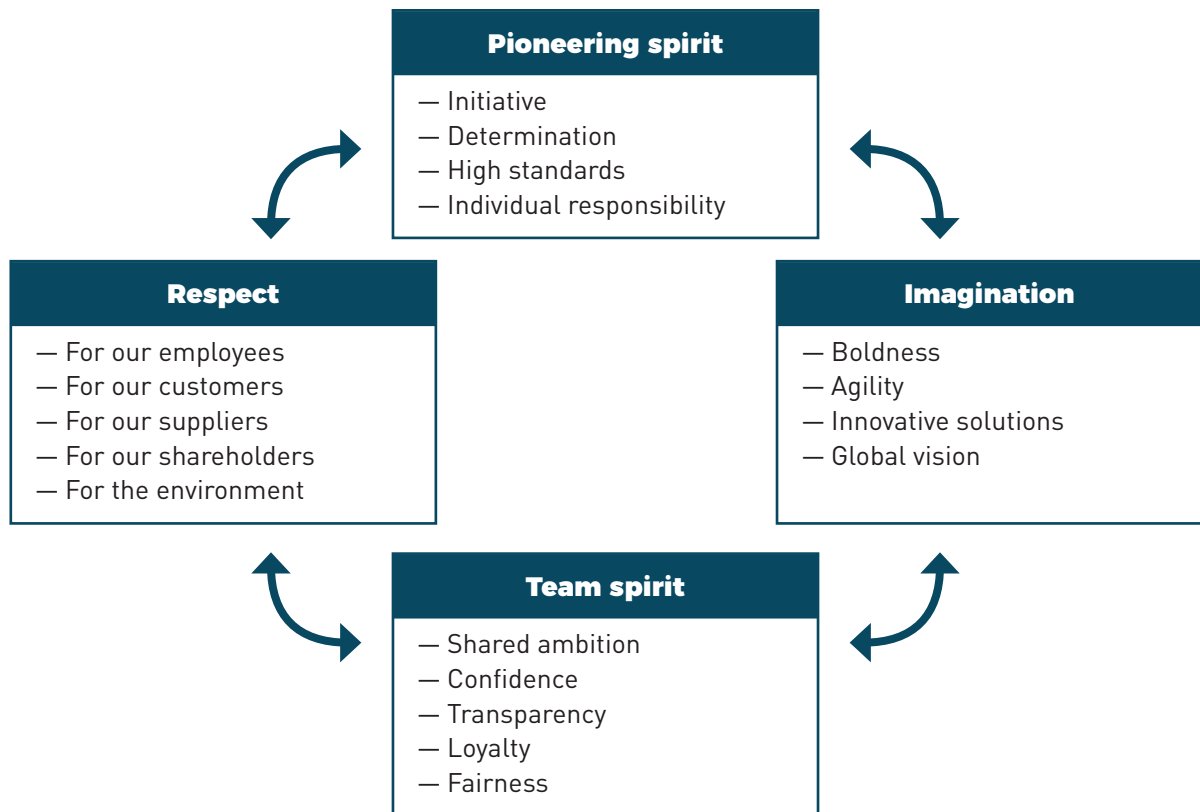 Pioneering spirit
— Initiative
— Determination
— High standards
— Individual responsibility
Respect
— For our employees
— For our customers
— For our suppliers
— For our shareholders
— For the environment
Imagination
— Boldness
— Agility
— Innovative solutions
— Global vision
Team spirit
— Shared ambition
— Confidence
— Transparency
— Loyalty
— Fairness